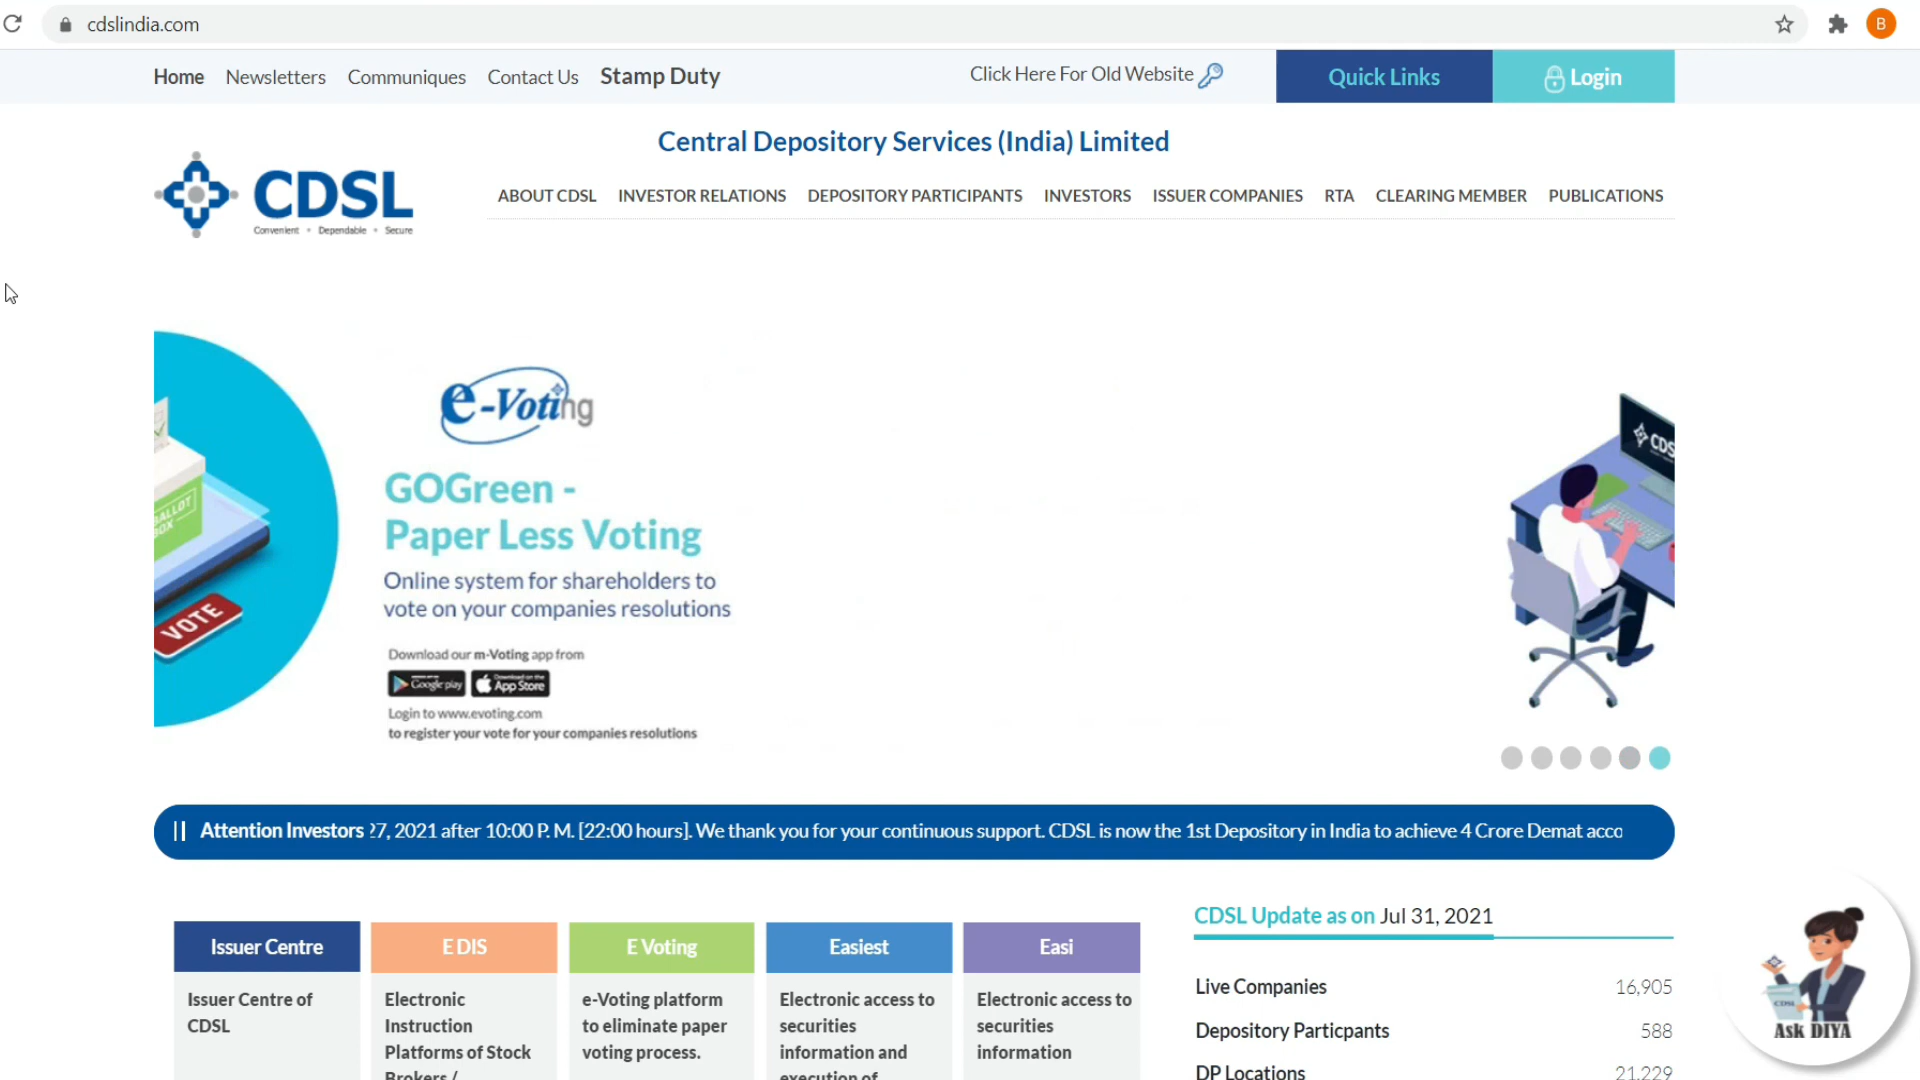 cdslindia.com
B
Home Newsletters Communiques Contact Us Stamp Duty Click Here For Old Website Quick Links Login
Central Depository Services (India) Limited
CDSL
Convenient • Dependable • Secure
ABOUT CDSL INVESTOR RELATIONS DEPOSITORY PARTICIPANTS INVESTORS ISSUER COMPANIES RTA CLEARING MEMBER PUBLICATIONS
e-Voting
GOGreen -
Paper Less Voting
Online system for shareholders to
vote on your companies resolutions
Download our m-Voting app from
Google play
Download on the
App Store
Login to www.evoting.com
to register your vote for your companies resolutions
BALLOT
BOX
VOTE
CDS
Attention Investors 27, 2021 after 10:00 P. M. [22:00 hours]. We thank you for your continuous support. CDSL is now the 1st Depository in India to achieve 4 Crore Demat acco
Issuer Centre
Issuer Centre of
CDSL
E DIS
Electronic
Instruction
Platforms of Stock
Brokers /
E Voting
e-Voting platform
to eliminate paper
voting process.
Easiest
Electronic access to
securities
information and
execution of
Easi
Electronic access to
securities
information
CDSL Update as on Jul 31, 2021
Live Companies 16,905
Depository Particpants 588
DP Locations 21,229
CDSL
Ask DIYA